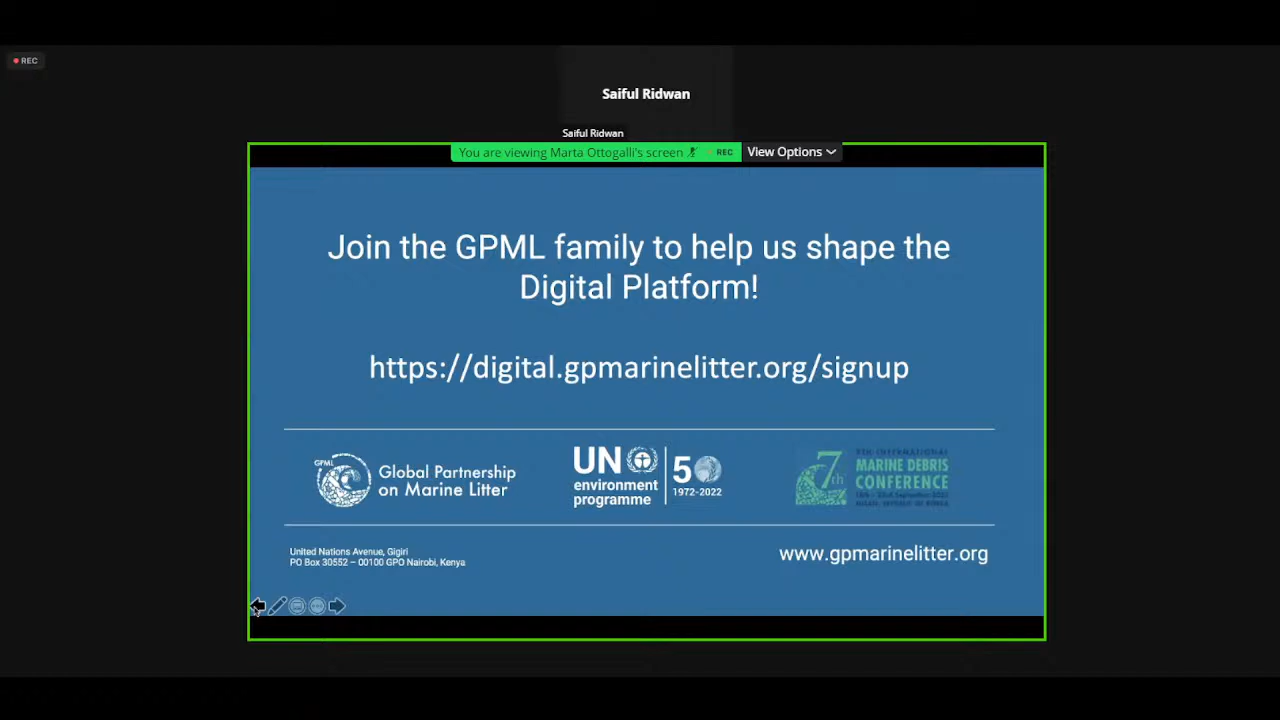 REC
Saiful Ridwan
Saiful Ridwan
You are viewing Marta Ottogalli's screen REC View Options
Join the GPML family to help us shape the
Digital Platform!
https://digital.gpmarinelitter.org/signup
GPML
Global Partnership
on Marine Litter
UN
environment
programme
50
1972-2022
7th
7TH INTERNATIONAL
MARINE DEBRIS
CONFERENCE
United Nations Avenue, Gigiri
PO Box 30552 – 00100 GPO Nairobi, Kenya
www.gpmarinelitter.org